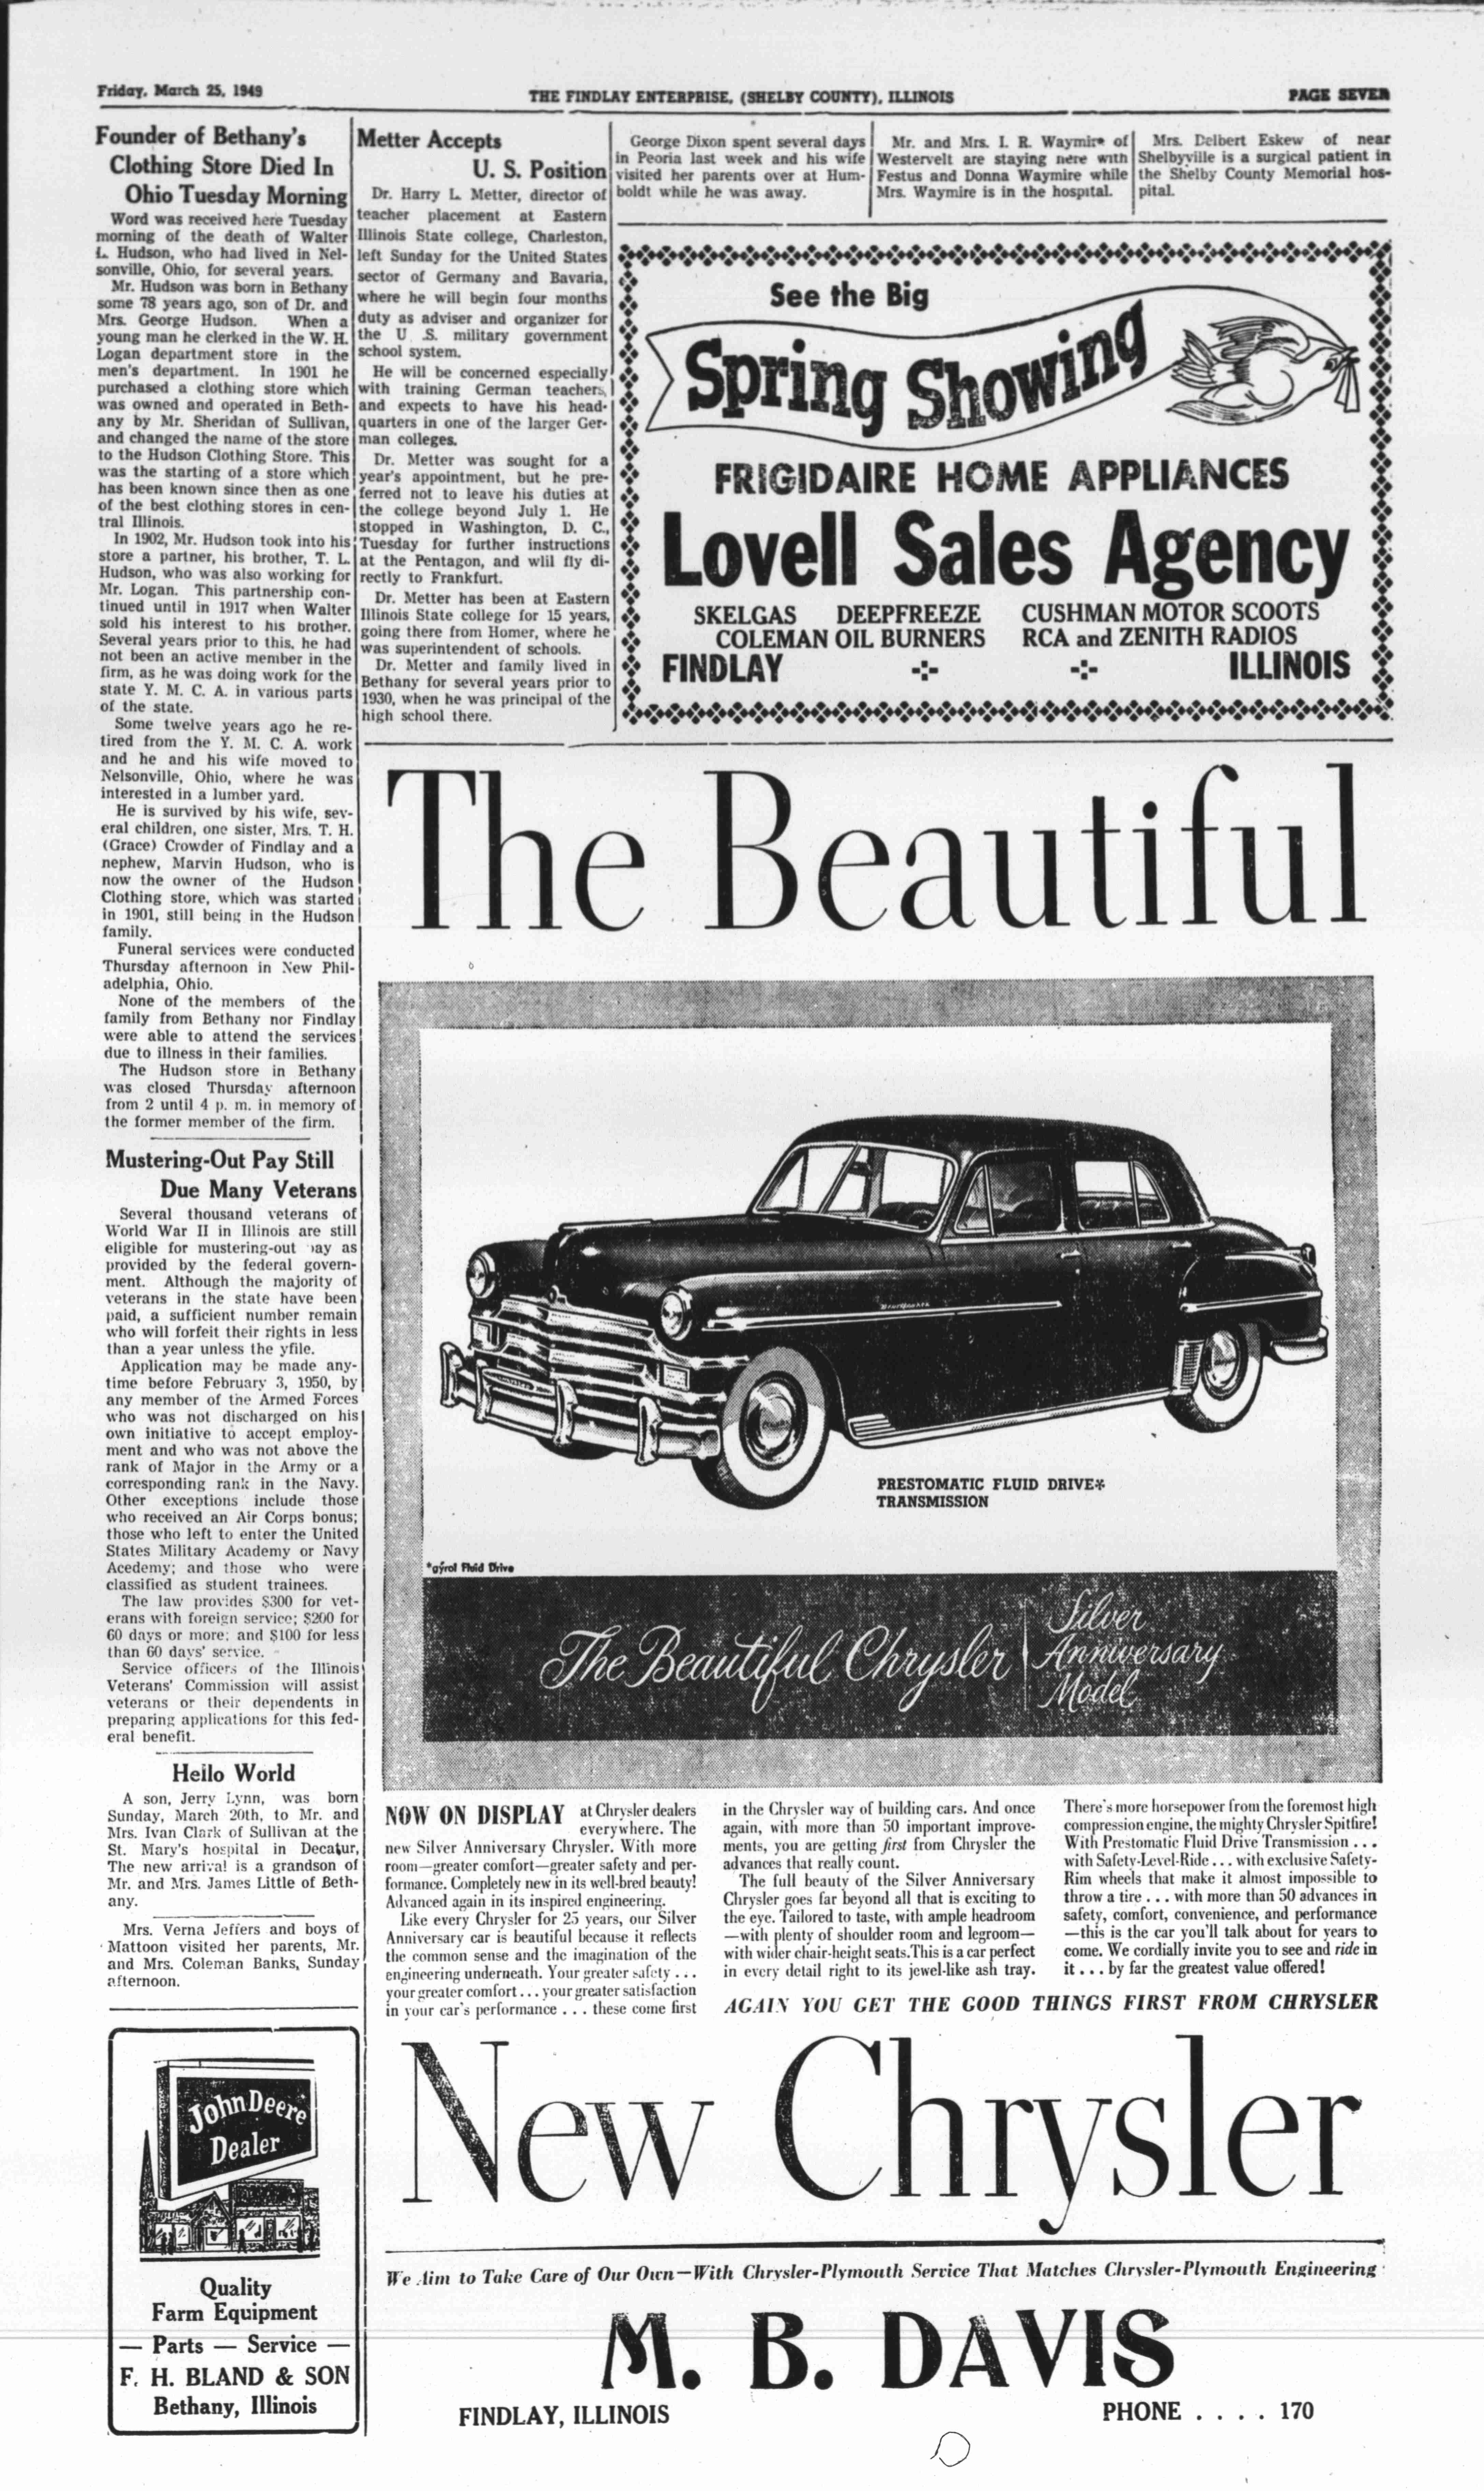 Friday, March 25, 1949
THE FINDLAY ENTERPRISE, (SHELBY COUNTY), ILLINOIS
PAGE SEVEN
Founder of Bethany's
Clothing Store Died In
Ohio Tuesday Morning
Word was received here Tuesday
morning of the death of Walter
L. Hudson, who had lived in Nel-
sonville, Ohio, for several years.
Mr. Hudson was born in Bethany
some 78 years ago, son of Dr. and
Mrs. George Hudson. When a
young man he clerked in the W. H.
Logan department store in the
men's department. In 1901 he
purchased a clothing store which
was owned and operated in Beth-
any by Mr. Sheridan of Sullivan,
and changed the name of the store
to the Hudson Clothing Store. This
was the starting of a store which
has been known since then as one
of the best clothing stores in cen-
tral Illinois.
In 1902, Mr. Hudson took into his
store a partner, his brother, T. L.
Hudson, who was also working for
Mr. Logan. This partnership con-
tinued until in 1917 when Walter
sold his interest to his brother.
Several years prior to this, he had
not been an active member in the
firm, as he was doing work for the
state Y. M. C. A. in various parts
of the state.
Some twelve years ago he re-
tired from the Y. M. C. A. work
and he and his wife moved to
Nelsonville, Ohio, where he was
interested in a lumber yard.
He is survived by his wife, sev-
eral children, one sister, Mrs. T. H.
(Grace) Crowder of Findlay and a
nephew, Marvin Hudson, who is
now the owner of the Hudson
Clothing store, which was started
in 1901, still being in the Hudson
family.
Funeral services were conducted
Thursday afternoon in New Phil-
adelphia, Ohio.
None of the members of the
family from Bethany nor Findlay
were able to attend the services
due to illness in their families.
The Hudson store in Bethany
was closed Thursday afternoon
from 2 until 4 p. m. in memory of
the former member of the firm.
Mustering-Out Pay Still
Due Many Veterans
Several thousand veterans of
World War II in Illinois are still
eligible for mustering-out ay as
provided by the federal govern-
ment. Although the majority of
veterans in the state have been
paid, a sufficient number remain
who will forfeit their rights in less
than a year unless the yfile.
Application may be made any-
time before February 3, 1950, by
any member of the Armed Forces
who was not discharged on his
own initiative to accept employ-
ment and who was not above the
rank of Major in the Army or a
corresponding rank in the Navy.
Other exceptions include those
who received an Air Corps bonus;
those who left to enter the United
States Military Academy or Navy
Acedemy; and those who were
classified as student trainees.
The law provides $300 for vet-
erans with foreign service; $200 for
60 days or more; and $100 for less
than 60 days' service.
Service officers of the Illinois
Veterans' Commission will assist
veterans or their dependents in
preparing applications for this fed-
eral benefit.
Hello World
A son, Jerry Lynn, was born
Sunday, March 20th, to Mr. and
Mrs. Ivan Clark of Sullivan at the
St. Mary's hospital in Decatur,
The new arrival is a grandson of
Mr. and Mrs. James Little of Beth-
any.
Mrs. Verna Jeffers and boys of
Mattoon visited her parents, Mr.
and Mrs. Coleman Banks, Sunday
afternoon.
John Deere
Dealer
Quality
Farm Equipment
— Parts — Service —
F. H. BLAND & SON
Bethany, Illinois
Metter Accepts
U. S. Position
Dr. Harry L. Metter, director of
teacher placement at Eastern
Illinois State college, Charleston,
left Sunday for the United States
sector of Germany and Bavaria,
where he will begin four months
duty as adviser and organizer for
the U S. military government
school system.
He will be concerned especially
with training German teachers,
and expects to have his head-
quarters in one of the larger Ger-
man colleges.
Dr. Metter was sought for a
year's appointment, but he pre-
ferred not to leave his duties at
the college beyond July 1. He
stopped in Washington, D. C.,
Tuesday for further instructions
at the Pentagon, and wlil fly di-
rectly to Frankfurt.
Dr. Metter has been at Eastern
Illinois State college for 15 years,
going there from Homer, where he
was superintendent of schools.
Dr. Metter and family lived in
Bethany for several years prior to
1930, when he was principal of the
high school there.
George Dixon spent several days
in Peoria last week and his wife
visited her parents over at Hum-
boldt while he was away.
Mr. and Mrs. I. R. Waymire of
Westervelt are staying here with
Festus and Donna Waymire while
Mrs. Waymire is in the hospital.
Mrs. Delbert Eskew of near
Shelbyville is a surgical patient in
the Shelby County Memorial hos-
pital.
See the Big
Spring Showing
FRIGIDAIRE HOME APPLIANCES
Lovell Sales Agency
SKELGAS DEEPFREEZE CUSHMAN MOTOR SCOOTS
COLEMAN OIL BURNERS RCA and ZENITH RADIOS
FINDLAY ILLINOIS
The Beautiful
PRESTOMATIC FLUID DRIVE*
TRANSMISSION
*gýrol Fluid Drive
The Beautiful Chrysler
Silver
Anniversary
Model
NOW ON DISPLAY at Chrysler dealers
everywhere. The
new Silver Anniversary Chrysler. With more
room—greater comfort—greater safety and per-
formance. Completely new in its well-bred beauty!
Advanced again in its inspired engineering.
Like every Chrysler for 25 years, our Silver
Anniversary car is beautiful because it reflects
the common sense and the imagination of the
engineering underneath. Your greater safety . . .
your greater comfort . . . your greater satisfaction
in your car's performance . . . these come first
in the Chrysler way of building cars. And once
again, with more than 50 important improve-
ments, you are getting first from Chrysler the
advances that really count.
The full beauty of the Silver Anniversary
Chrysler goes far beyond all that is exciting to
the eye. Tailored to taste, with ample headroom
—with plenty of shoulder room and legroom—
with wider chair-height seats. This is a car perfect
in every detail right to its jewel-like ash tray.
There's more horsepower from the foremost high
compression engine, the mighty Chrysler Spitfire!
With Prestomatic Fluid Drive Transmission . . .
with Safety-Level-Ride . . . with exclusive Safety-
Rim wheels that make it almost impossible to
throw a tire . . . with more than 50 advances in
safety, comfort, convenience, and performance
—this is the car you'll talk about for years to
come. We cordially invite you to see and ride in
it . . . by far the greatest value offered!
AGAIN YOU GET THE GOOD THINGS FIRST FROM CHRYSLER
New Chrysler
We Aim to Take Care of Our Own—With Chrysler-Plymouth Service That Matches Chrysler-Plymouth Engineering
M. B. DAVIS
FINDLAY, ILLINOIS
PHONE . . . . 170